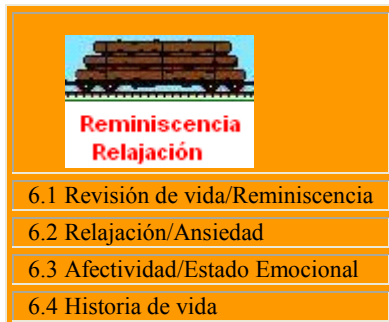 Reminiscencia
Relajación
6.1 Revisión de vida/Reminiscencia
6.2 Relajación/Ansiedad
6.3 Afectividad/Estado Emocional
6.4 Historia de vida